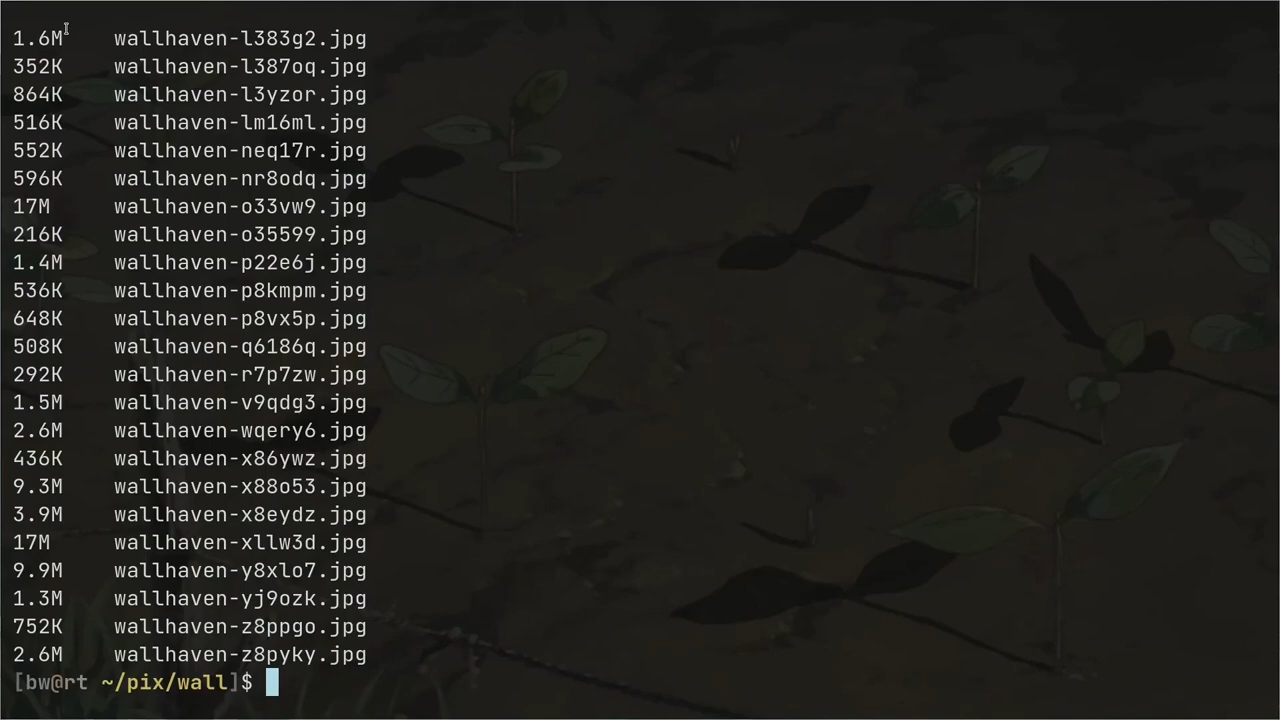 1.6M wallhaven-l383g2.jpg
352K wallhaven-l387oq.jpg
864K wallhaven-l3yzor.jpg
516K wallhaven-lm16ml.jpg
552K wallhaven-neq17r.jpg
596K wallhaven-nr8odq.jpg
17M wallhaven-o33vw9.jpg
216K wallhaven-o35599.jpg
1.4M wallhaven-p22e6j.jpg
536K wallhaven-p8kmpm.jpg
648K wallhaven-p8vx5p.jpg
508K wallhaven-q6186q.jpg
292K wallhaven-r7p7zw.jpg
1.5M wallhaven-v9qdg3.jpg
2.6M wallhaven-wqery6.jpg
436K wallhaven-x86ywz.jpg
9.3M wallhaven-x88o53.jpg
3.9M wallhaven-x8eydz.jpg
17M wallhaven-xllw3d.jpg
9.9M wallhaven-y8xlo7.jpg
1.3M wallhaven-yj9ozk.jpg
752K wallhaven-z8ppgo.jpg
2.6M wallhaven-z8pyky.jpg
[bw@rt ~/pix/wall]$